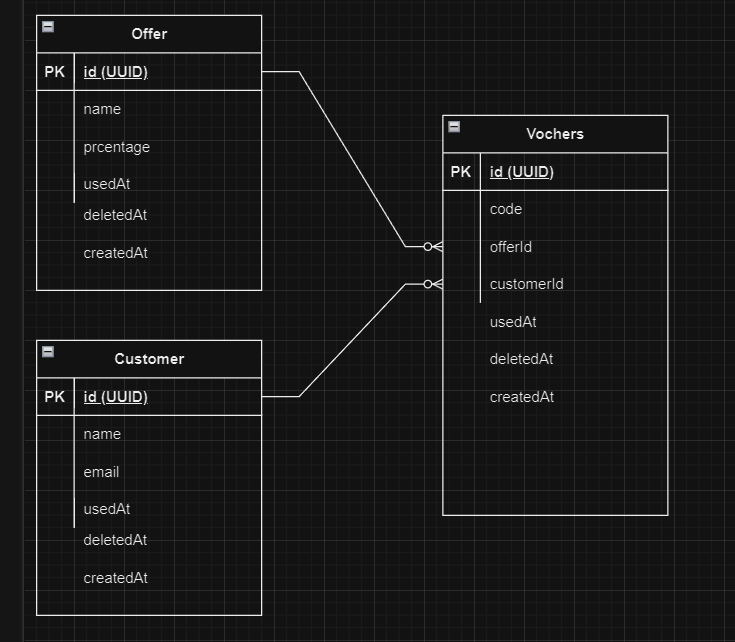 Offer
PK id (UUID)
name
prcentage
usedAt
deletedAt
createdAt
Customer
PK id (UUID)
name
email
usedAt
deletedAt
createdAt
Vochers
PK id (UUID)
code
offerId
customerId
usedAt
deletedAt
createdAt